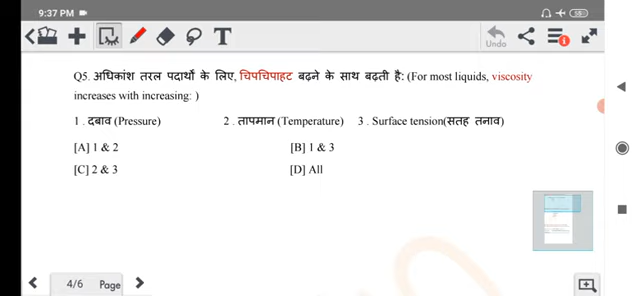 9:37 PM 59
Undo
Q5. अधिकांश तरल पदार्थो के लिए, चिपचिपाहट बढ़ने के साथ बढ़ती है: (For most liquids, viscosity
increases with increasing: )
1 . दबाव (Pressure) 2 . तापमान (Temperature) 3 . Surface tension(सतह तनाव)
[A] 1 & 2 [B] 1 & 3
[C] 2 & 3 [D] All
4/6 Page